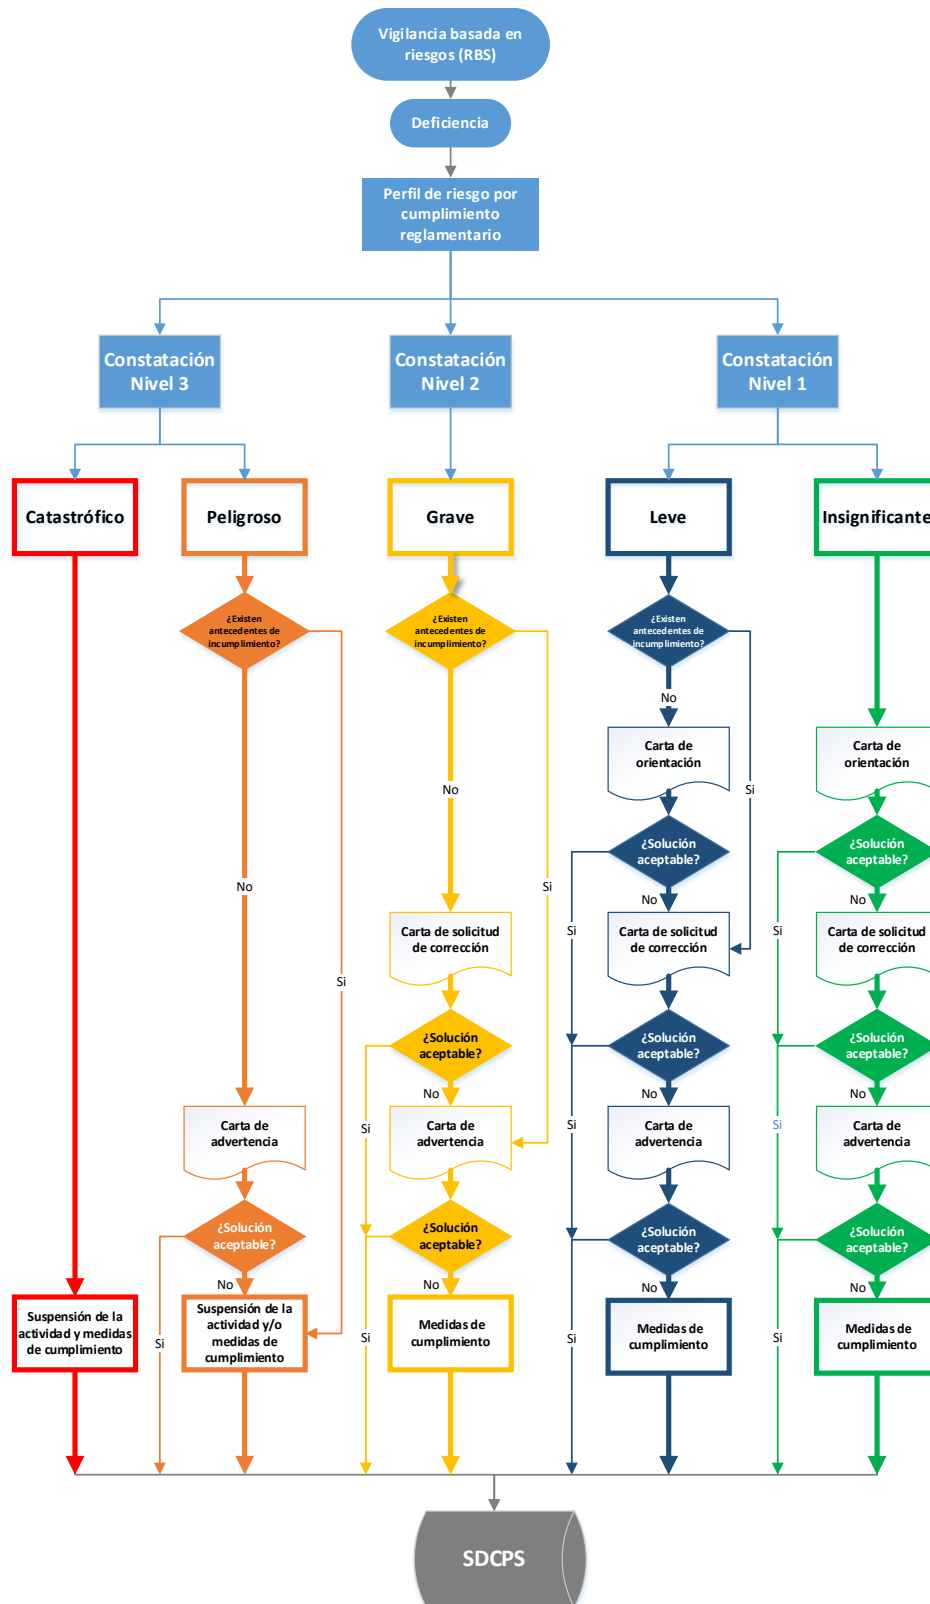 Vigilancia basada en
riesgos (RBS)
Deficiencia
Perfil de riesgo por
cumplimiento
reglamentario
Constatación
Nivel 3
Constatación
Nivel 2
Constatación
Nivel 1
Catastrófico
Peligroso
Grave
Leve
Insignificante
¿Existen
antecedentes de
incumplimiento?
¿Existen
antecedentes de
incumplimiento?
¿Existen
antecedentes de
incumplimiento?
No
Carta de
orientación
Carta de
orientación
No
Si
¿Solución
aceptable?
¿Solución
aceptable?
No
Si
No
No
Carta de solicitud
de corrección
Si
Carta de solicitud
de corrección
Si
Carta de solicitud
de corrección
Si
¿Solución
aceptable?
¿Solución
aceptable?
¿Solución
aceptable?
No
No
No
Carta de
advertencia
Si
Carta de
advertencia
Si
Carta de
advertencia
Si
Carta de
advertencia
¿Solución
aceptable?
¿Solución
aceptable?
¿Solución
aceptable?
¿Solución
aceptable?
No
No
No
No
Suspensión de la
actividad y medidas
de cumplimiento
Si
Suspensión de la
actividad y/o
medidas de
cumplimiento
Si
Medidas de
cumplimiento
Si
Medidas de
cumplimiento
Si
Medidas de
cumplimiento
SDCPS